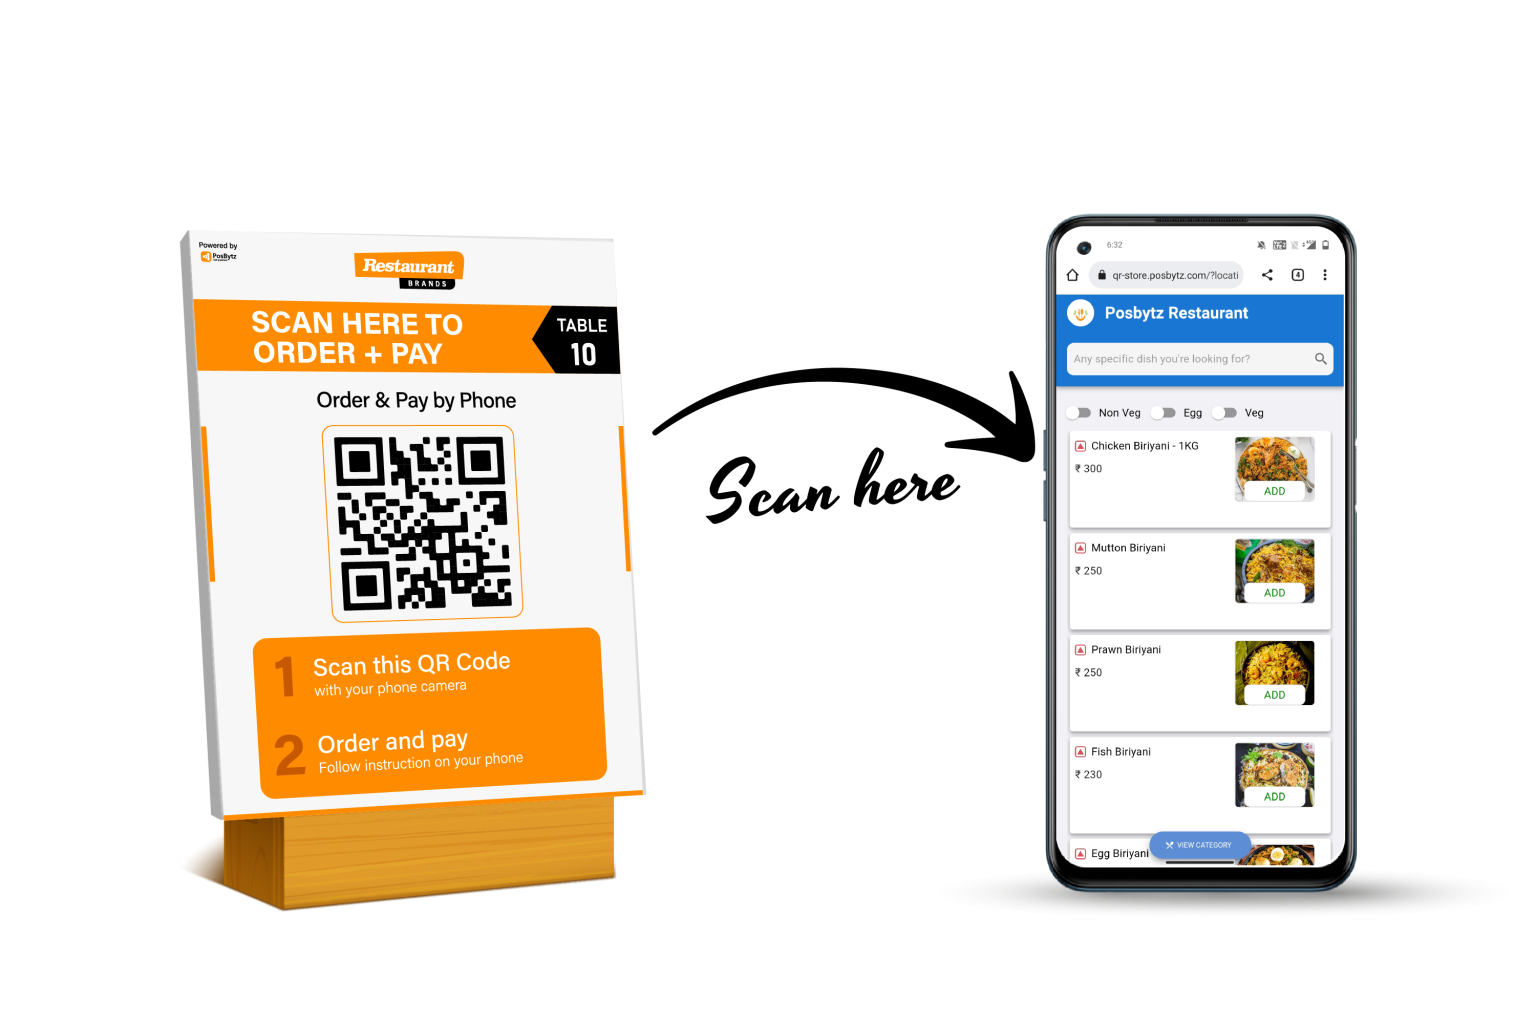 Powered by
PosBytz
Restaurant
BRANDS
SCAN HERE TO
ORDER + PAY
TABLE
10
Order & Pay by Phone
1
Scan this QR Code
with your phone camera
2
Order and pay
Follow instruction on your phone
Scan here
6:32
qr-store.posbytz.com/?locati
4
Posbytz Restaurant
Any specific dish you're looking for?
Non Veg Egg Veg
Chicken Biriyani - 1KG
₹ 300
ADD
Mutton Biriyani
₹ 250
ADD
Prawn Biriyani
₹ 250
ADD
Fish Biriyani
₹ 230
ADD
Egg Biriyani
VIEW CATEGORY